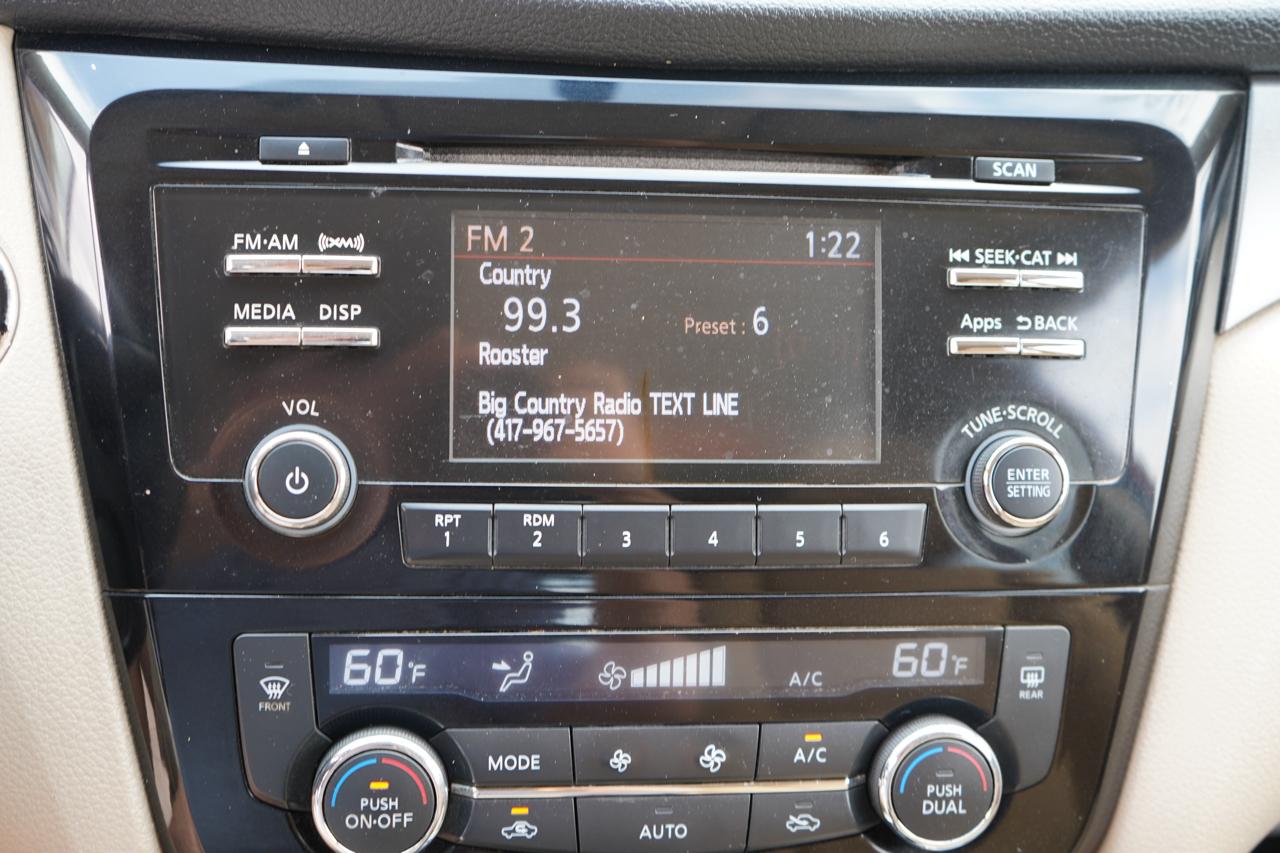 SCAN
FM·AM
((XM))
FM 2
1:22
SEEK·CAT
Country
MEDIA
DISP
99.3
Preset : 6
Apps
BACK
Rooster
VOL
Big Country Radio TEXT LINE
(417-967-5657)
TUNE·SCROLL
ENTER
SETTING
RPT
1
RDM
2
3
4
5
6
60°F
A/C
60°F
FRONT
REAR
MODE
A/C
PUSH
ON·OFF
PUSH
DUAL
AUTO